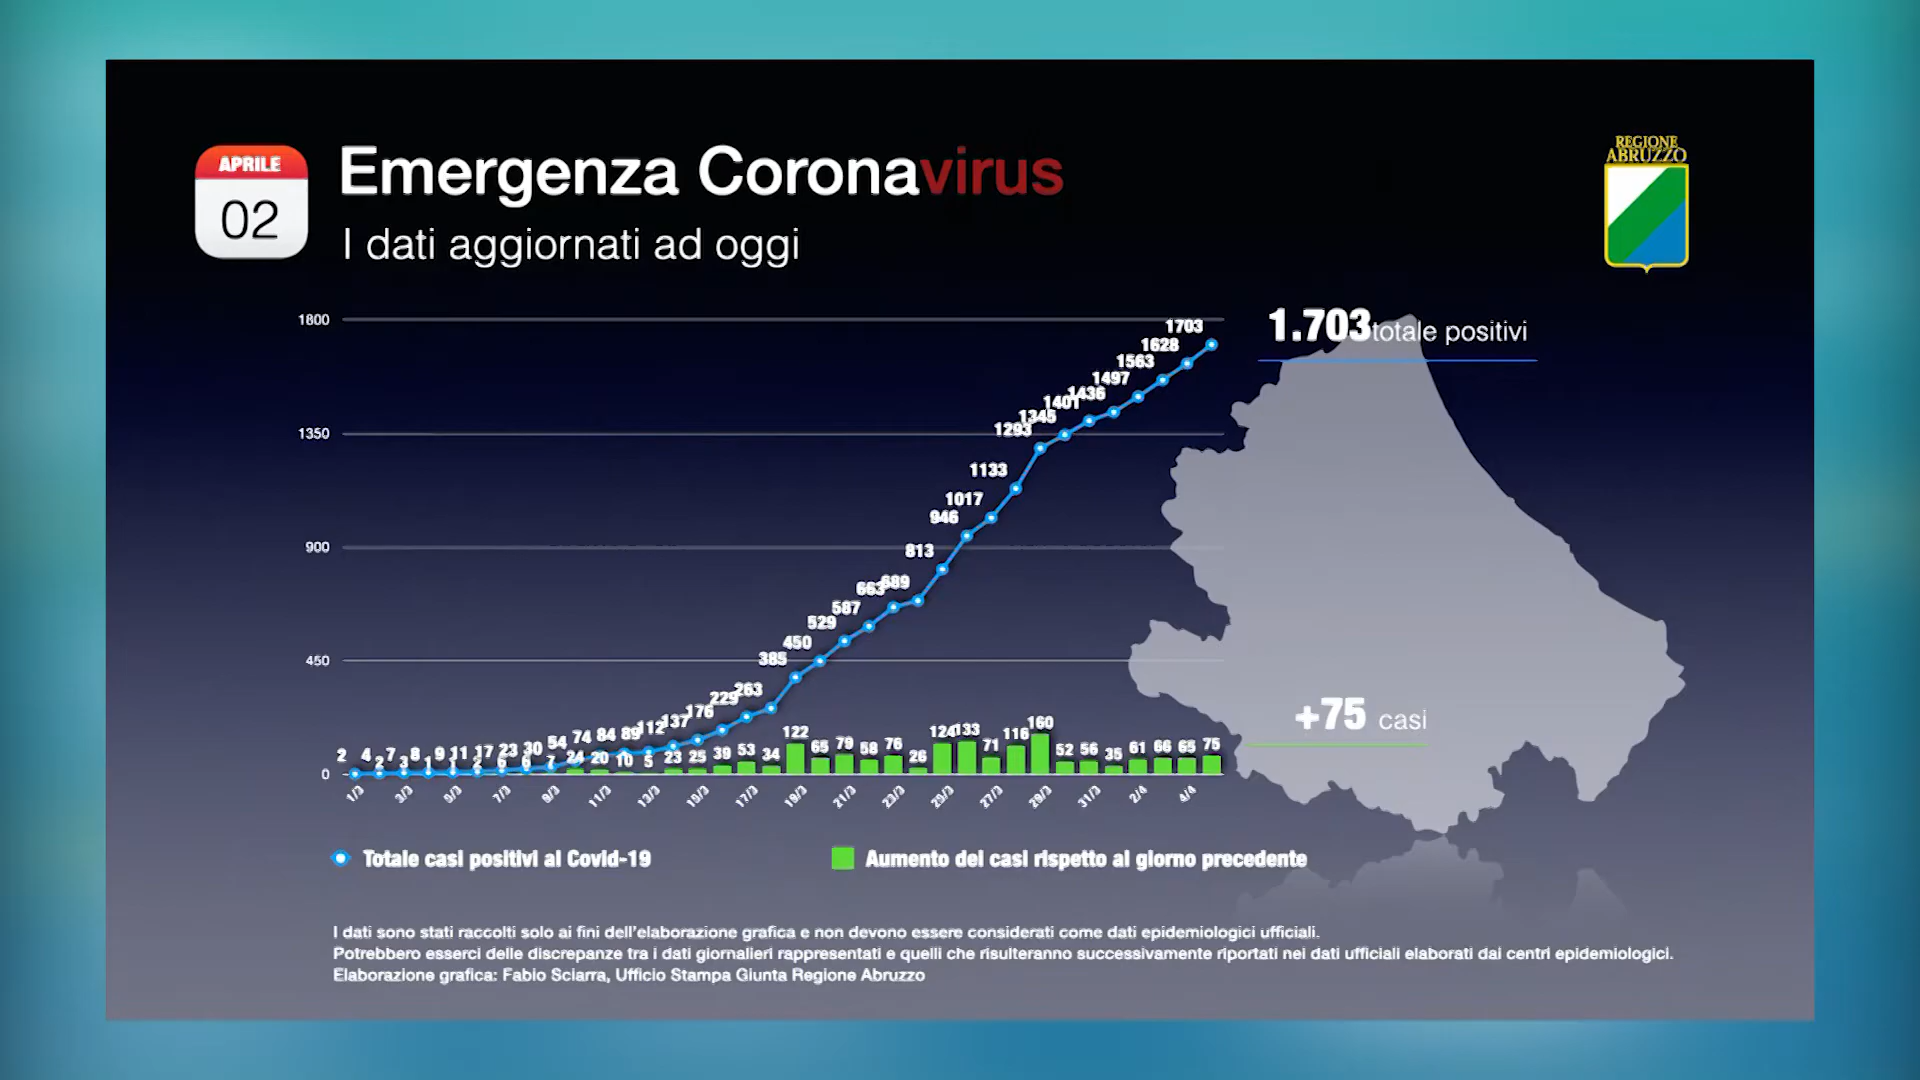 APRILE
02
Emergenza Coronavirus
I dati aggiornati ad oggi
REGIONE
ABRUZZO
1.703 totale positivi
+75 casi
1800
1350
900
450
0
2 4 7 8 9 11 17 23 30 54 74 84 89 112 137 176 229 263 385 450 529 587 663 689 813 946 1017 1133 1293 1345 1401 1436 1497 1563 1628 1703
2 3 1 1 2 6 6 7 24 20 10 5 23 25 39 53 34 122 65 79 58 76 26 124 133 71 116 160 52 56 35 61 66 65 75
1/3 3/3 5/3 7/3 9/3 11/3 13/3 15/3 17/3 19/3 21/3 23/3 25/3 27/3 29/3 31/3 2/4 4/4
Totale casi positivi al Covid-19
Aumento dei casi rispetto al giorno precedente
I dati sono stati raccolti solo ai fini dell'elaborazione grafica e non devono essere considerati come dati epidemiologici ufficiali.
Potrebbero esserci delle discrepanze tra i dati giornalieri rappresentati e quelli che risulteranno successivamente riportati nei dati ufficiali elaborati dai centri epidemiologici.
Elaborazione grafica: Fabio Sciarra, Ufficio Stampa Giunta Regione Abruzzo